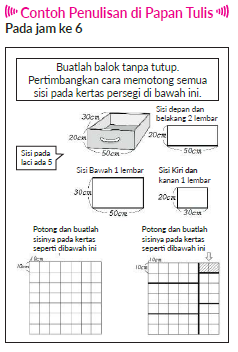 Contoh Penulisan di Papan Tulis
Pada jam ke 6
Buatlah balok tanpa tutup.
Pertimbangkan cara memotong semua
sisi pada kertas persegi di bawah ini.
30cm
20cm
50cm
Sisi pada
laci ada 5
Sisi depan dan
belakang 2 lembar
20cm
50cm
Sisi Bawah 1 lembar
30cm
50cm
Sisi Kiri dan
kanan 1 lembar
20cm
30cm
Potong dan buatlah
sisinya pada kertas
seperti dibawah ini
10cm
10cm
Potong dan buatlah
sisinya pada kertas
seperti dibawah ini
10cm
10cm